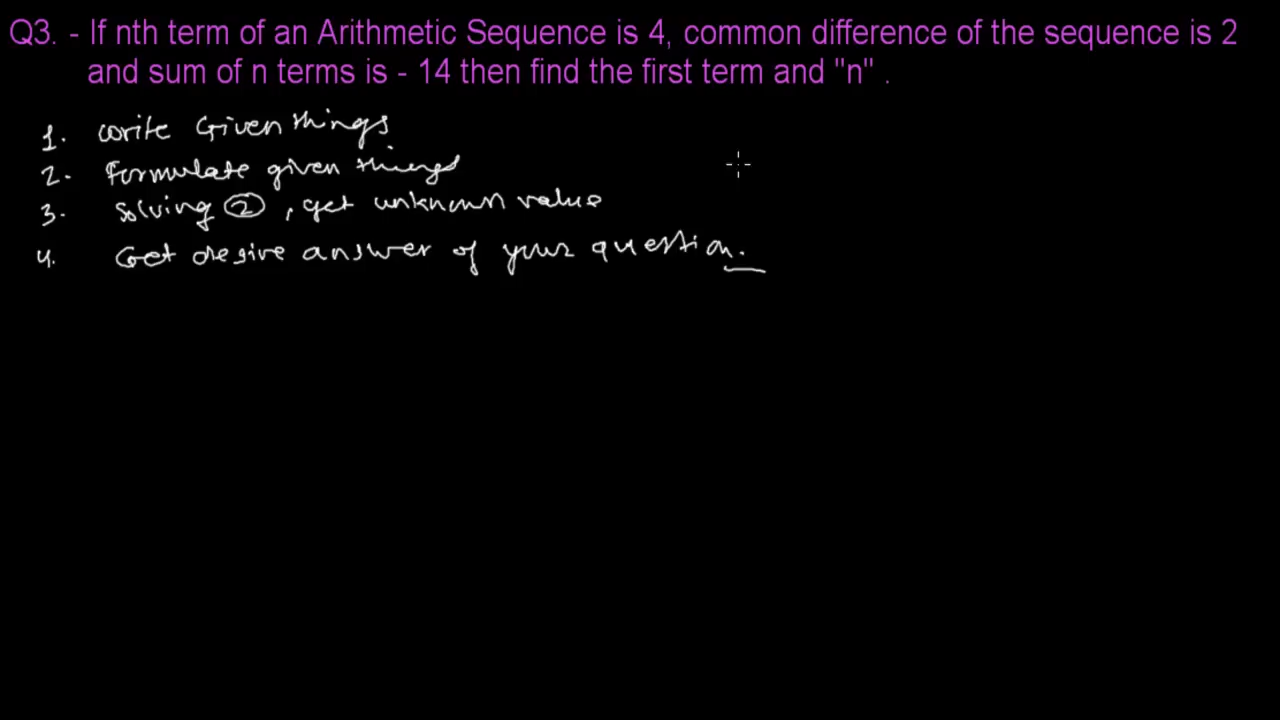 Q3. - If nth term of an Arithmetic Sequence is 4, common difference of the sequence is 2
and sum of n terms is - 14 then find the first term and "n" .
1. write Given things
2. Formulate given things
3. Solving ②, get unknown value
4. Get desire answer of your question.